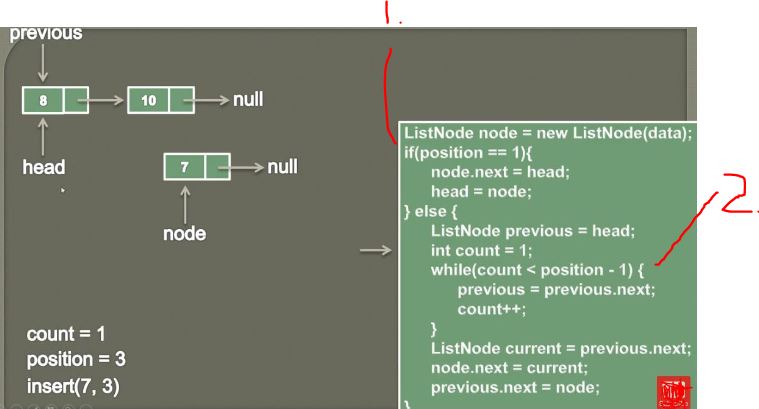 1.
previous
8
10
null
head
7
null
node
count = 1
position = 3
insert(7, 3)
ListNode node = new ListNode(data);
if(position == 1){
node.next = head;
head = node;
} else {
ListNode previous = head;
int count = 1;
while(count < position - 1) {
previous = previous.next;
count++;
}
ListNode current = previous.next;
node.next = current;
previous.next = node;
}
2.